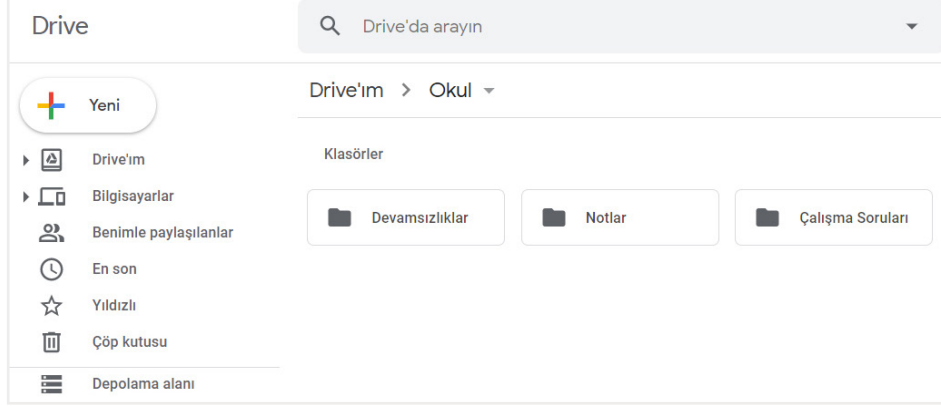 Drive
Drive'da arayın
Yeni
Drive'ım > Okul
Drive'ım
Bilgisayarlar
Benimle paylaşılanlar
En son
Yıldızlı
Çöp kutusu
Depolama alanı
Klasörler
Devamsızlıklar
Notlar
Çalışma Soruları